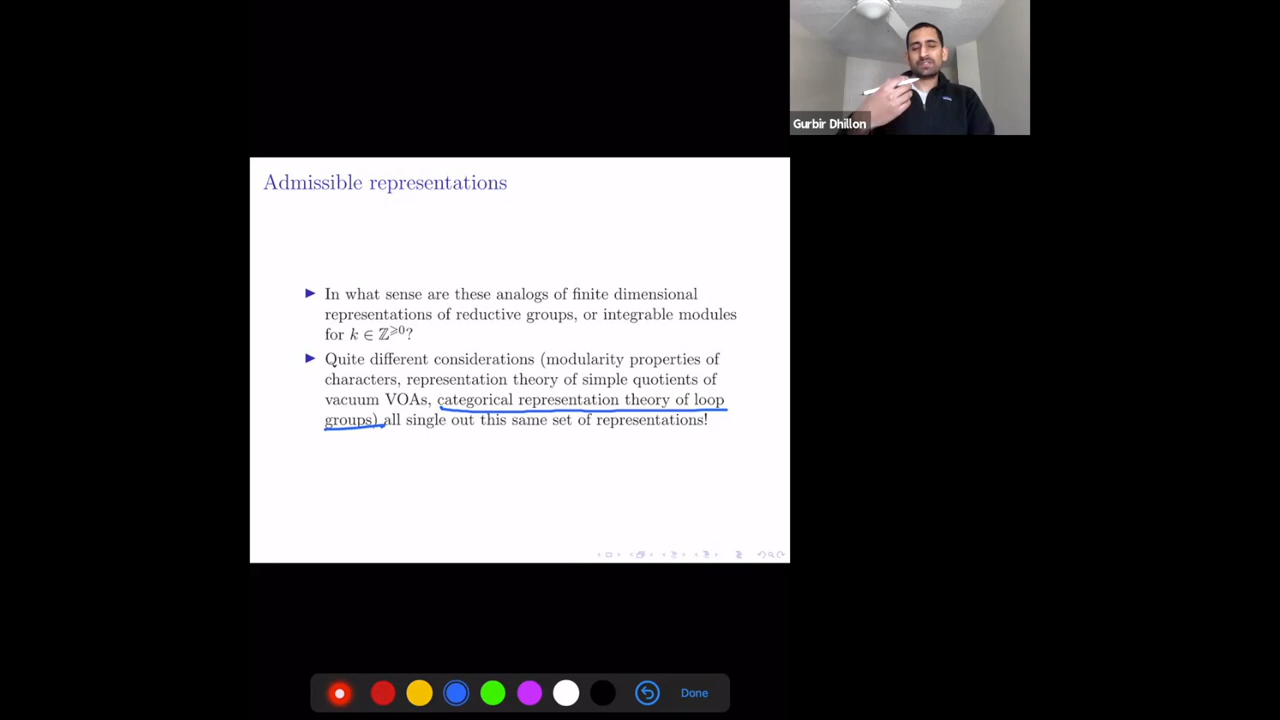 Gurbir Dhillon
Admissible representations
▶ In what sense are these analogs of finite dimensional
representations of reductive groups, or integrable modules
for k ∈ ℤ^⩾0?
▶ Quite different considerations (modularity properties of
characters, representation theory of simple quotients of
vacuum VOAs, categorical representation theory of loop
groups) all single out this same set of representations!
Done